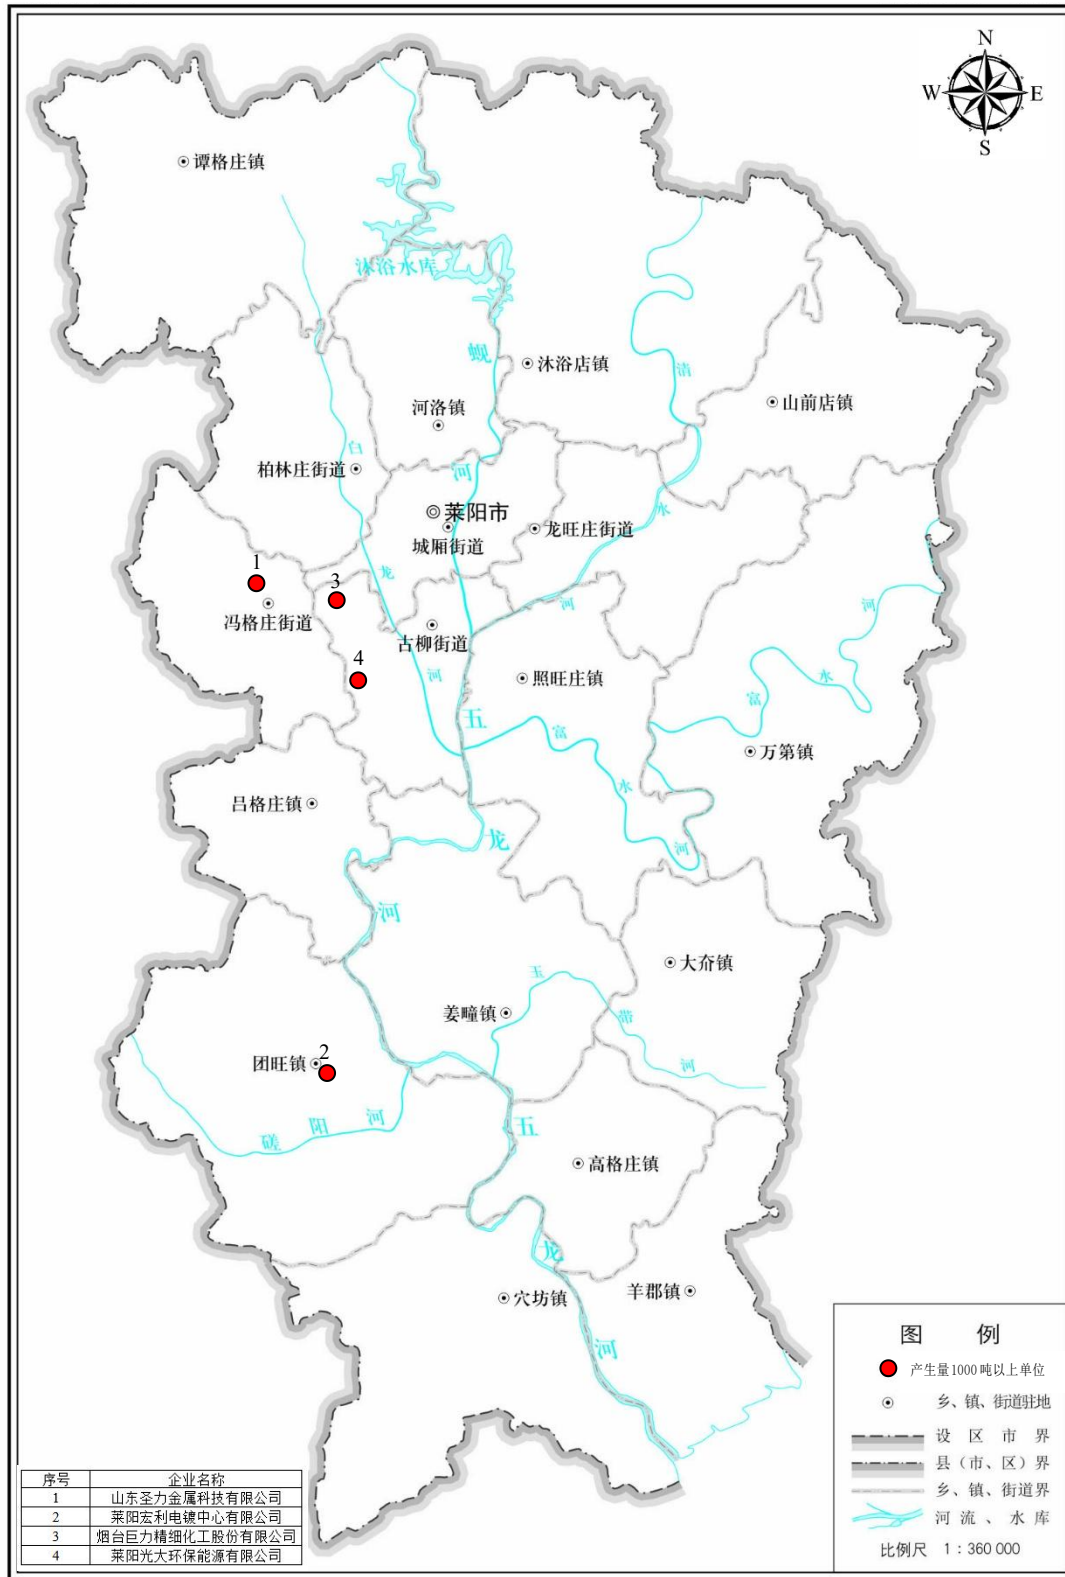 N
W E
S
谭格庄镇
沐浴水库
蚬
沐浴店镇
清
山前店镇
河洛镇
白
柏林庄街道
河
莱阳市
水
龙旺庄街道
城厢街道
龙
1
3
河
河
冯格庄街道
古柳街道
4
河
照旺庄镇
水
富
五
富
万第镇
水
吕格庄镇
龙
河
河
大夼镇
玉
姜疃镇
带
2
团旺镇
河
磋 阳 河
五
高格庄镇
龙
穴坊镇
羊郡镇
河
图 例
产生量1000吨以上单位
乡、镇、街道驻地
设 区 市 界
县（市、区）界
乡、镇、街道界
河 流 、 水 库
比例尺 1：360 000
序号 企业名称
1 山东圣力金属科技有限公司
2 莱阳宏利电镀中心有限公司
3 烟台巨力精细化工股份有限公司
4 莱阳光大环保能源有限公司